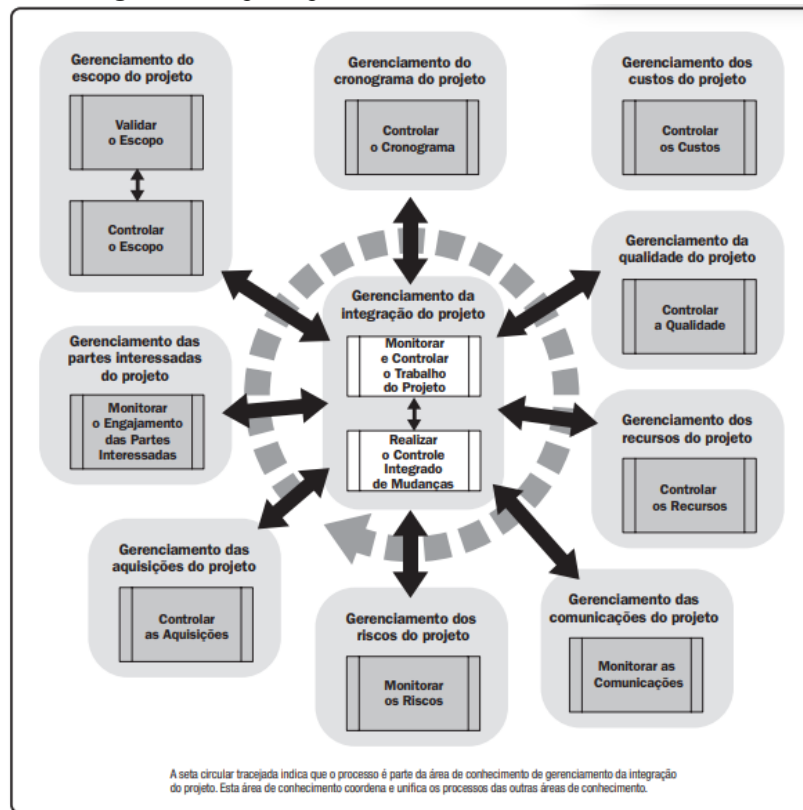 Gerenciamento do
escopo do projeto
Validar
o Escopo
Controlar
o Escopo
Gerenciamento do
cronograma do projeto
Controlar
o Cronograma
Gerenciamento dos
custos do projeto
Controlar
os Custos
Gerenciamento da
qualidade do projeto
Controlar
a Qualidade
Gerenciamento da
integração do projeto
Monitorar
e Controlar
o Trabalho
do Projeto
Realizar
o Controle
Integrado
de Mudanças
Gerenciamento das
partes interessadas
do projeto
Monitorar
o Engajamento
das Partes
Interessadas
Gerenciamento dos
recursos do projeto
Controlar
os Recursos
Gerenciamento das
aquisições do projeto
Controlar
as Aquisições
Gerenciamento dos
riscos do projeto
Monitorar
os Riscos
Gerenciamento das
comunicações do projeto
Monitorar as
Comunicações
A seta circular tracejada indica que o processo é parte da área de conhecimento de gerenciamento da integração
do projeto. Esta área de conhecimento coordena e unifica os processos das outras áreas de conhecimento.